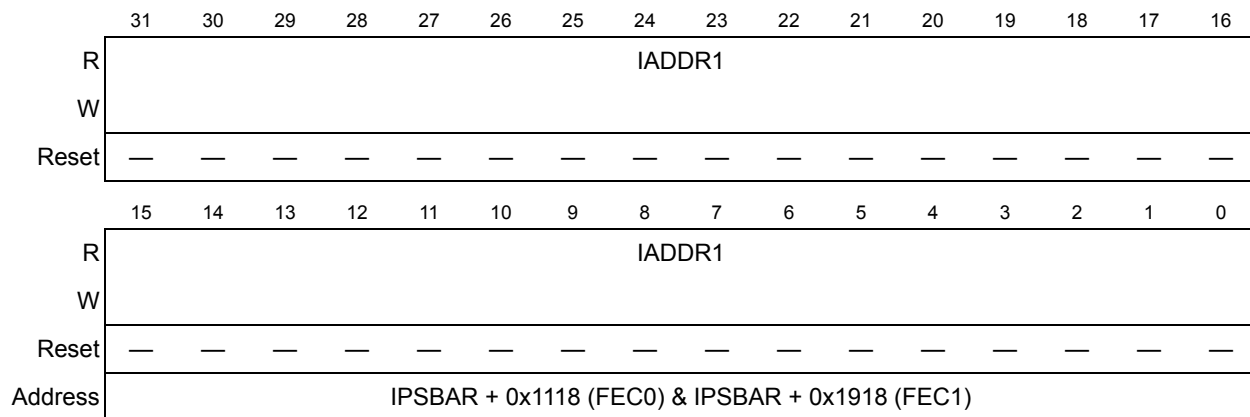 31 30 29 28 27 26 25 24 23 22 21 20 19 18 17 16
R IADDR1
W
Reset — — — — — — — — — — — — — — — —
15 14 13 12 11 10 9 8 7 6 5 4 3 2 1 0
R IADDR1
W
Reset — — — — — — — — — — — — — — — —
Address IPSBAR + 0x1118 (FEC0) & IPSBAR + 0x1918 (FEC1)